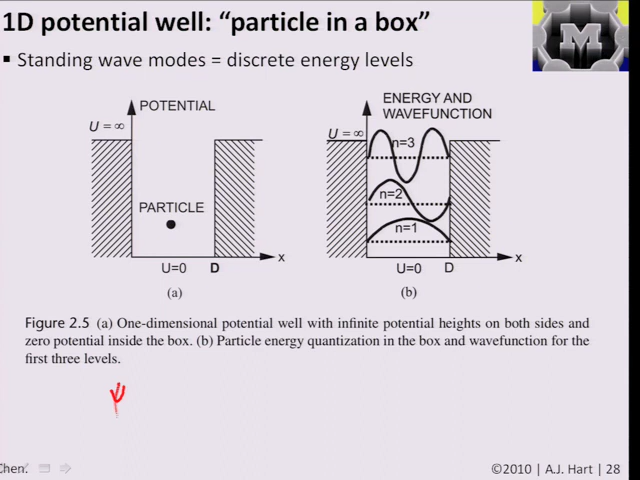 1D potential well: “particle in a box”
▪ Standing wave modes = discrete energy levels
M
POTENTIAL
U = ∞
PARTICLE
x
U=0 D
(a)
ENERGY AND
WAVEFUNCTION
U = ∞
n=3
n=2
n=1
x
U=0 D
(b)
Figure 2.5 (a) One-dimensional potential well with infinite potential heights on both sides and
zero potential inside the box. (b) Particle energy quantization in the box and wavefunction for the
first three levels.
ψ
Chen.
©2010 | A.J. Hart | 28